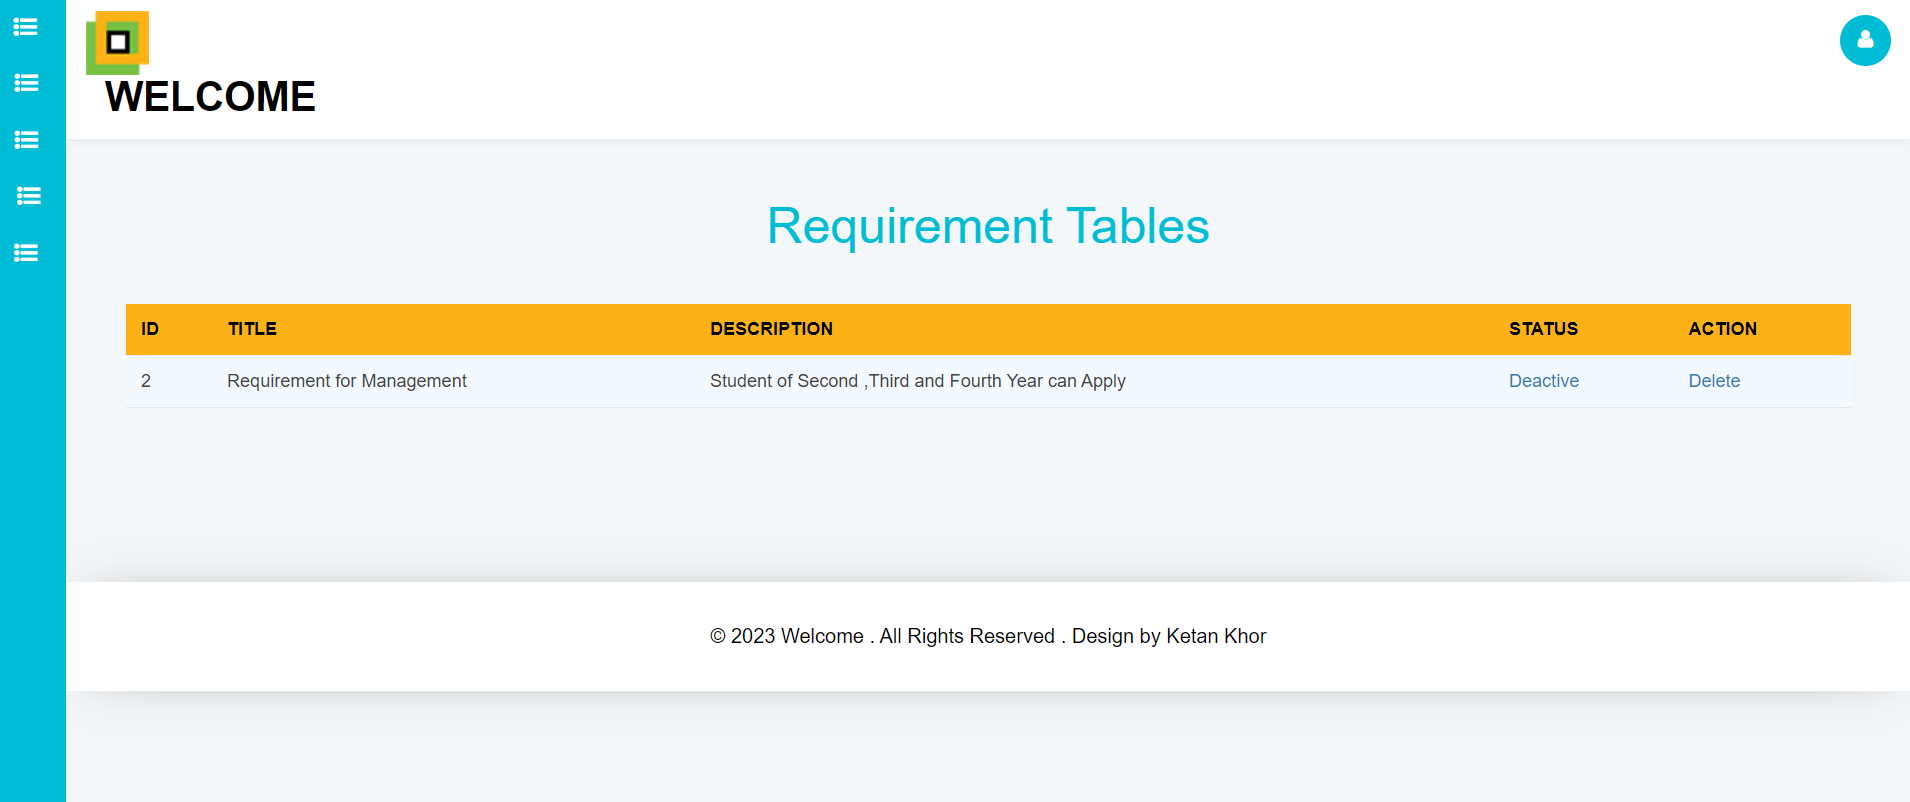 WELCOME
Requirement Tables
ID TITLE DESCRIPTION STATUS ACTION
2 Requirement for Management Student of Second ,Third and Fourth Year can Apply Deactive Delete
© 2023 Welcome . All Rights Reserved . Design by Ketan Khor